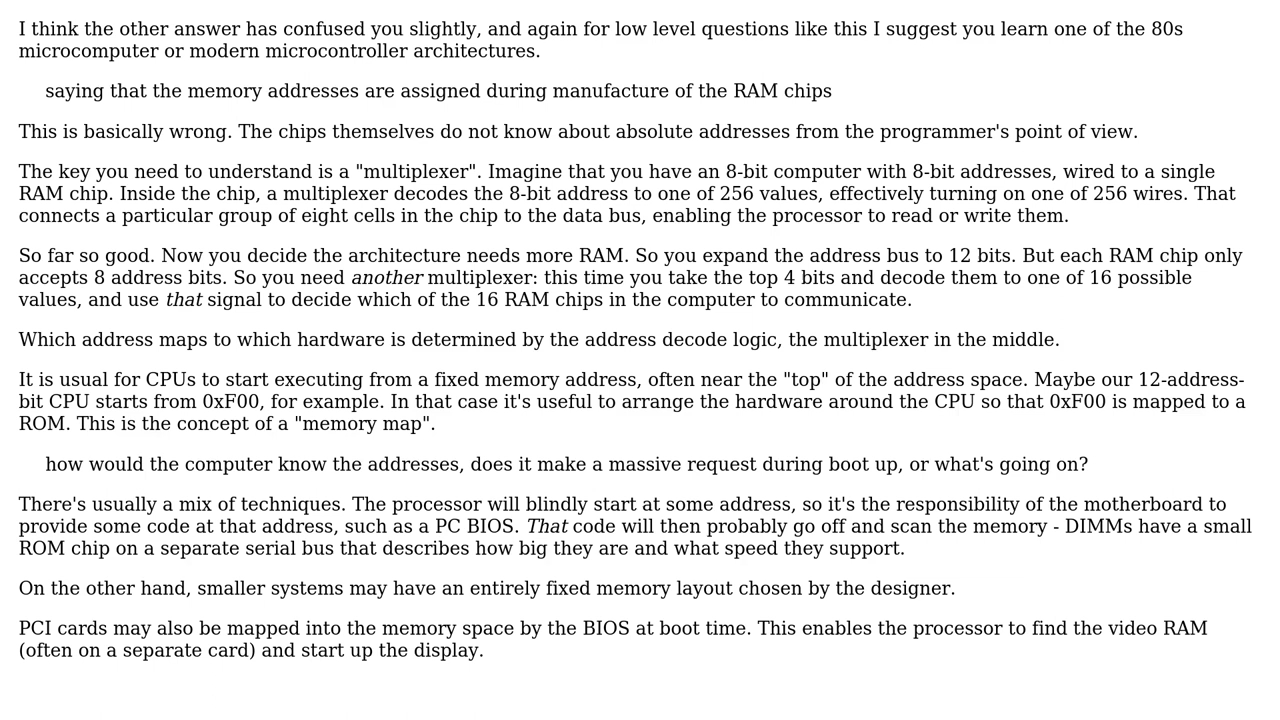 I think the other answer has confused you slightly, and again for low level questions like this I suggest you learn one of the 80s
microcomputer or modern microcontroller architectures.
saying that the memory addresses are assigned during manufacture of the RAM chips
This is basically wrong. The chips themselves do not know about absolute addresses from the programmer's point of view.
The key you need to understand is a "multiplexer". Imagine that you have an 8-bit computer with 8-bit addresses, wired to a single
RAM chip. Inside the chip, a multiplexer decodes the 8-bit address to one of 256 values, effectively turning on one of 256 wires. That
connects a particular group of eight cells in the chip to the data bus, enabling the processor to read or write them.
So far so good. Now you decide the architecture needs more RAM. So you expand the address bus to 12 bits. But each RAM chip only
accepts 8 address bits. So you need another multiplexer: this time you take the top 4 bits and decode them to one of 16 possible
values, and use that signal to decide which of the 16 RAM chips in the computer to communicate.
Which address maps to which hardware is determined by the address decode logic, the multiplexer in the middle.
It is usual for CPUs to start executing from a fixed memory address, often near the "top" of the address space. Maybe our 12-address-
bit CPU starts from 0xF00, for example. In that case it's useful to arrange the hardware around the CPU so that 0xF00 is mapped to a
ROM. This is the concept of a "memory map".
how would the computer know the addresses, does it make a massive request during boot up, or what's going on?
There's usually a mix of techniques. The processor will blindly start at some address, so it's the responsibility of the motherboard to
provide some code at that address, such as a PC BIOS. That code will then probably go off and scan the memory - DIMMs have a small
ROM chip on a separate serial bus that describes how big they are and what speed they support.
On the other hand, smaller systems may have an entirely fixed memory layout chosen by the designer.
PCI cards may also be mapped into the memory space by the BIOS at boot time. This enables the processor to find the video RAM
(often on a separate card) and start up the display.